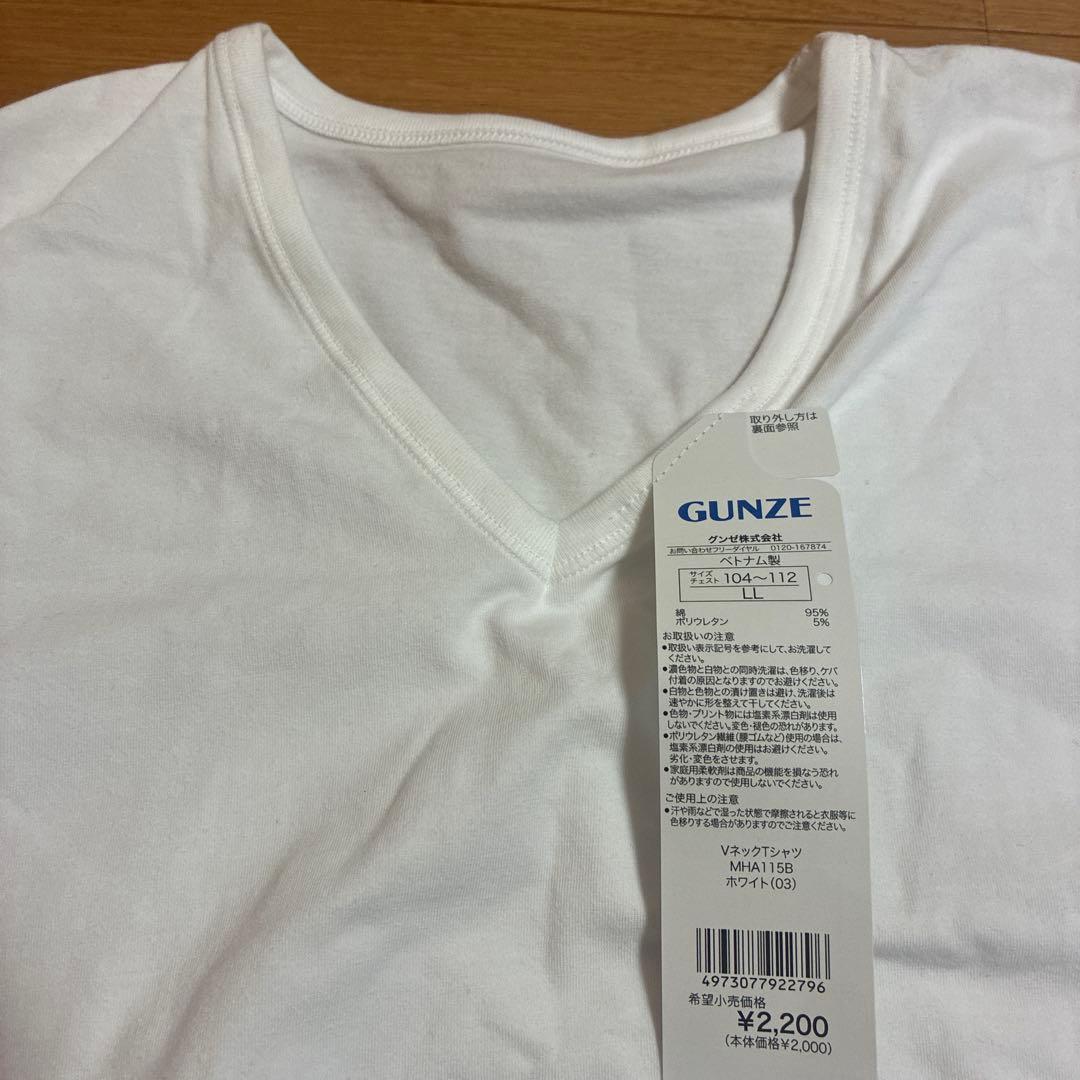 取り外し方は
裏面参照
GUNZE
グンゼ株式会社
お問い合わせフリーダイヤル 0120-167874
ベトナム製
サイズ
チェスト 104～112
LL
綿 95%
ポリウレタン 5%
お取扱いの注意
●取扱い表示記号を参考にして、お洗濯して
ください。
●濃色物と白物との同時洗濯は、色移り、ケバ
付着の原因となりますのでお避けください。
●白物と色物との漬け置きは避け、洗濯後は
速やかに形を整えて干してください。
●色物・プリント物には塩素系漂白剤は使用
しないでください。変色・褪色の恐れがあります。
●ポリウレタン繊維(腰ゴムなど)使用の場合は、
塩素系漂白剤の使用はお避けください。
劣化・変色をさせます。
●家庭用柔軟剤は商品の機能を損なう恐れ
がありますので使用しないでください。
ご使用上の注意
●汗や雨などで湿った状態で摩擦されると衣服等に
色移りする場合がありますのでご注意ください。
VネックTシャツ
MHA115B
ホワイト(03)
4973077922796
希望小売価格
¥2,200
(本体価格¥2,000)